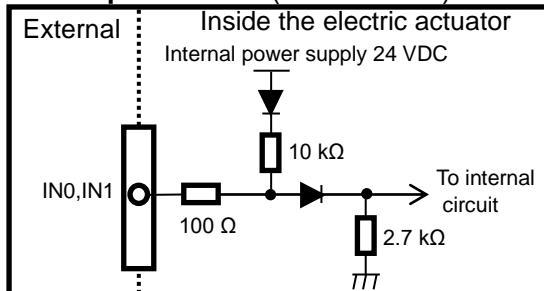 External
Inside the electric actuator
Internal power supply 24 VDC
10 kΩ
IN0,IN1
To internal
circuit
100 Ω
2.7 kΩ